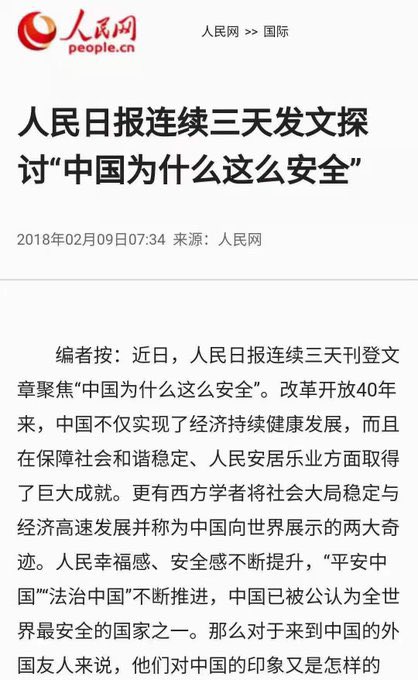 人民网
people.cn
人民网 >> 国际
人民日报连续三天发文探
讨“中国为什么这么安全”
2018年02月09日07:34 来源：人民网
编者按：近日，人民日报连续三天刊登文
章聚焦“中国为什么这么安全”。改革开放40年
来，中国不仅实现了经济持续健康发展，而且
在保障社会和谐稳定、人民安居乐业方面取得
了巨大成就。更有西方学者将社会大局稳定与
经济高速发展并称为中国向世界展示的两大奇
迹。人民幸福感、安全感不断提升，“平安中
国”“法治中国”不断推进，中国已被公认为全世
界最安全的国家之一。那么对于来到中国的外
国友人来说，他们对中国的印象又是怎样的